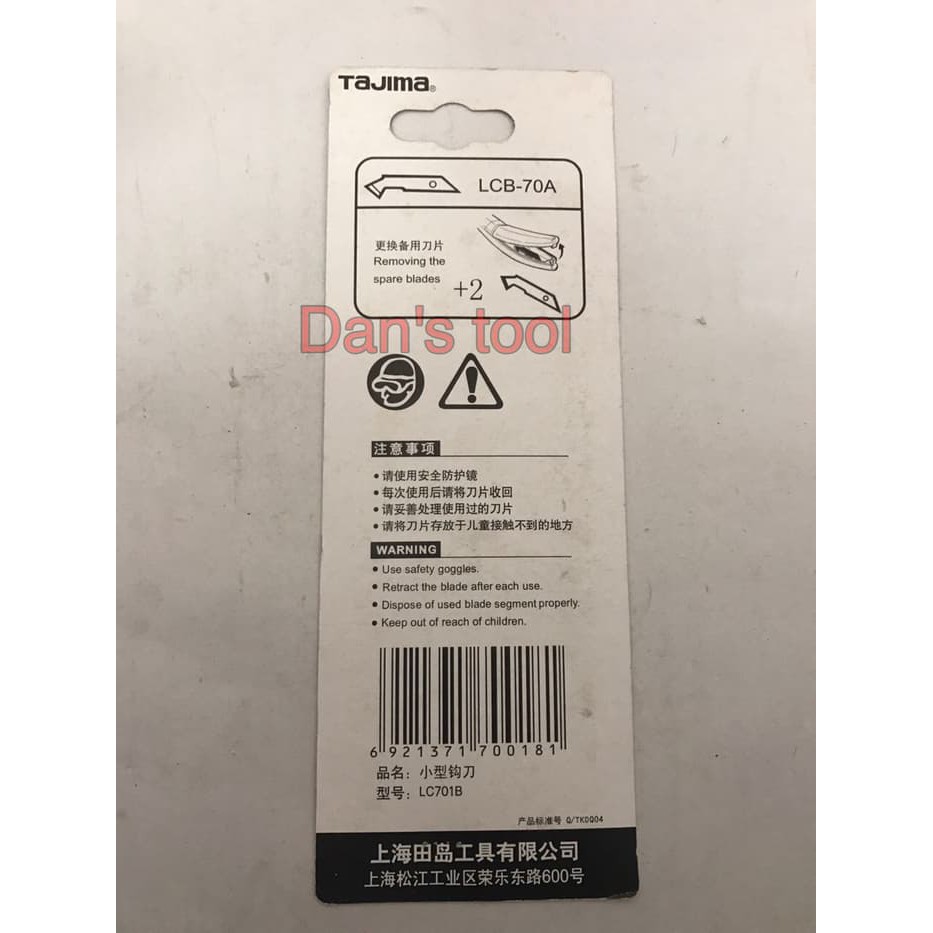 TAJIMA®
LCB-70A
更换备用刀片
Removing the
spare blades
+2
Dan's tool
注意事项
•请使用安全防护镜
•每次使用后请将刀片收回
•请妥善处理使用过的刀片
•请将刀片存放于儿童接触不到的地方
WARNING
• Use safety goggles.
• Retract the blade after each use.
• Dispose of used blade segment properly.
• Keep out of reach of children.
6 921371 700181
品名：小型钩刀
型号：LC701B
产品标准号 Q/TKDQ04
上海田岛工具有限公司
上海松江工业区荣乐东路600号